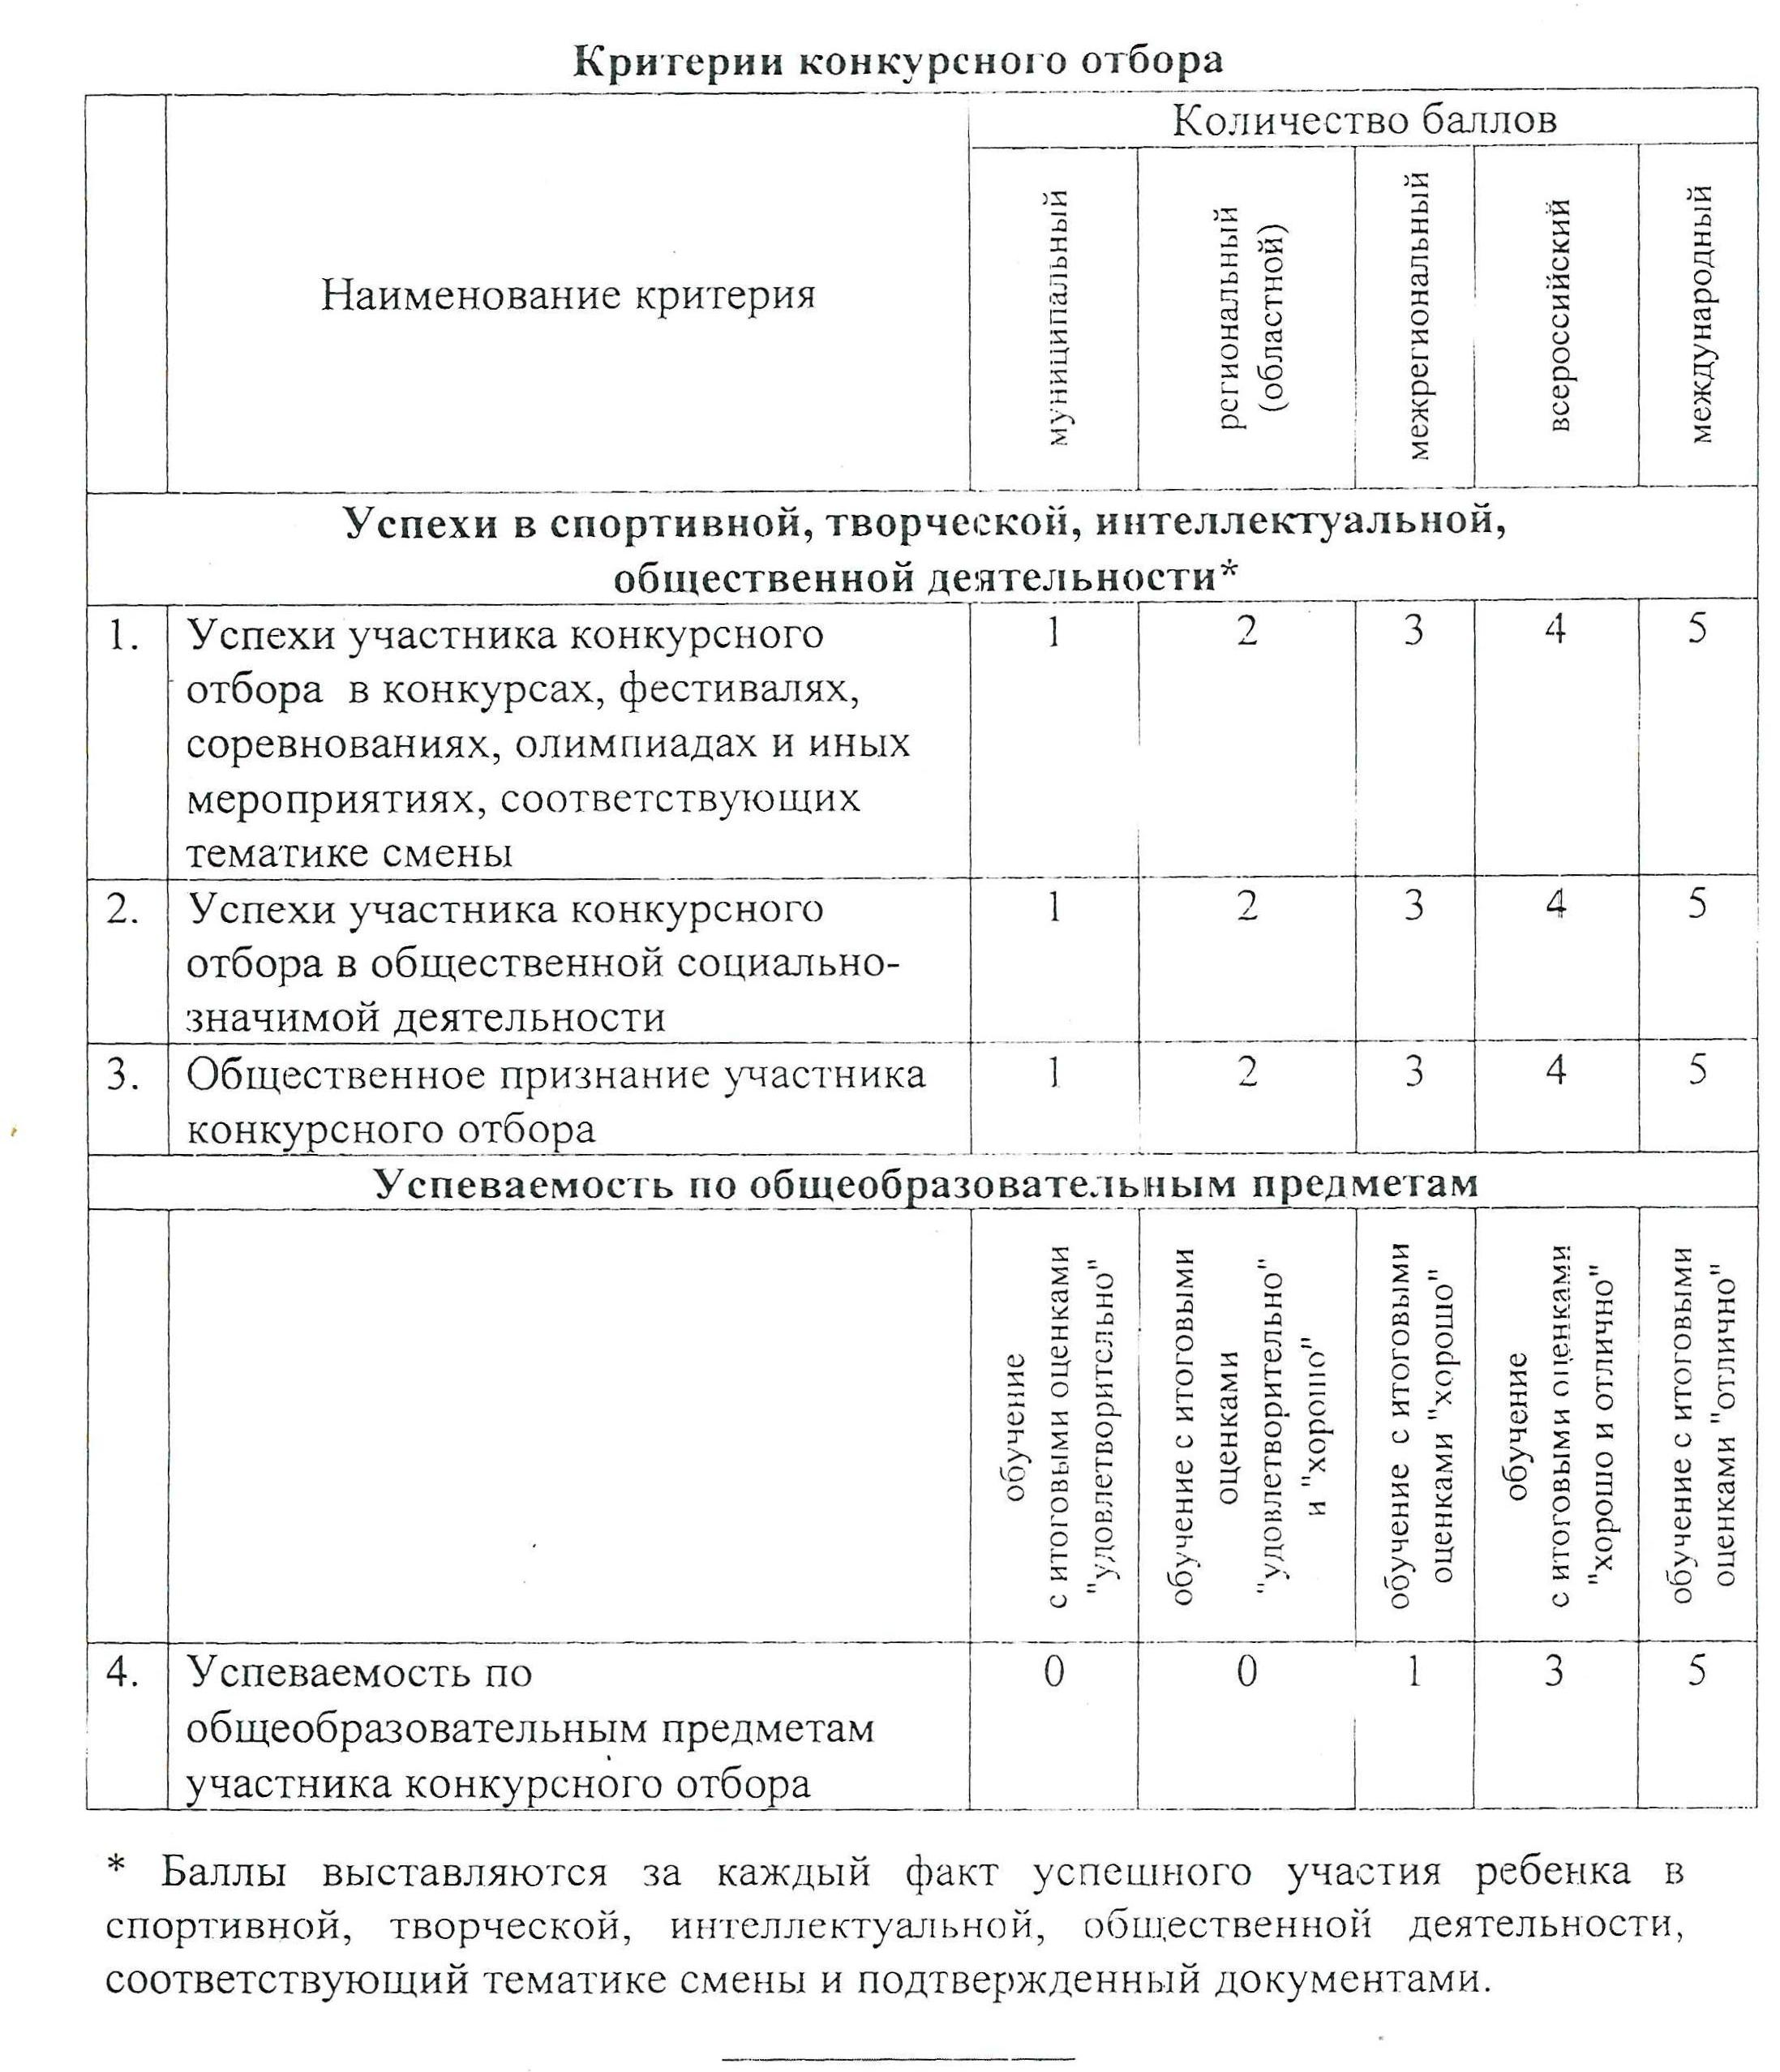 Критерии конкурсного отбора
Количество баллов
Наименование критерия
муниципальный
региональный
(областной)
межрегиональный
всероссийский
международный
Успехи в спортивной, творческой, интеллектуальной,
общественной деятельности*
1. Успехи участника конкурсного 1 2 3 4 5
отбора в конкурсах, фестивалях,
соревнованиях, олимпиадах и иных
мероприятиях, соответствующих
тематике смены
2. Успехи участника конкурсного 1 2 3 4 5
отбора в общественной социально-
значимой деятельности
3. Общественное признание участника 1 2 3 4 5
конкурсного отбора
Успеваемость по общеобразовательным предметам
обучение
с итоговыми оценками
"удовлетворительно"
обучение с итоговыми
оценками
"удовлетворительно"
и "хорошо"
обучение с итоговыми
оценками "хорошо"
обучение
с итоговыми оценками
"хорошо и отлично"
обучение с итоговыми
оценками "отлично"
4. Успеваемость по 0 0 1 3 5
общеобразовательным предметам
участника конкурсного отбора
* Баллы выставляются за каждый факт успешного участия ребенка в
спортивной, творческой, интеллектуальной, общественной деятельности,
соответствующий тематике смены и подтвержденный документами.